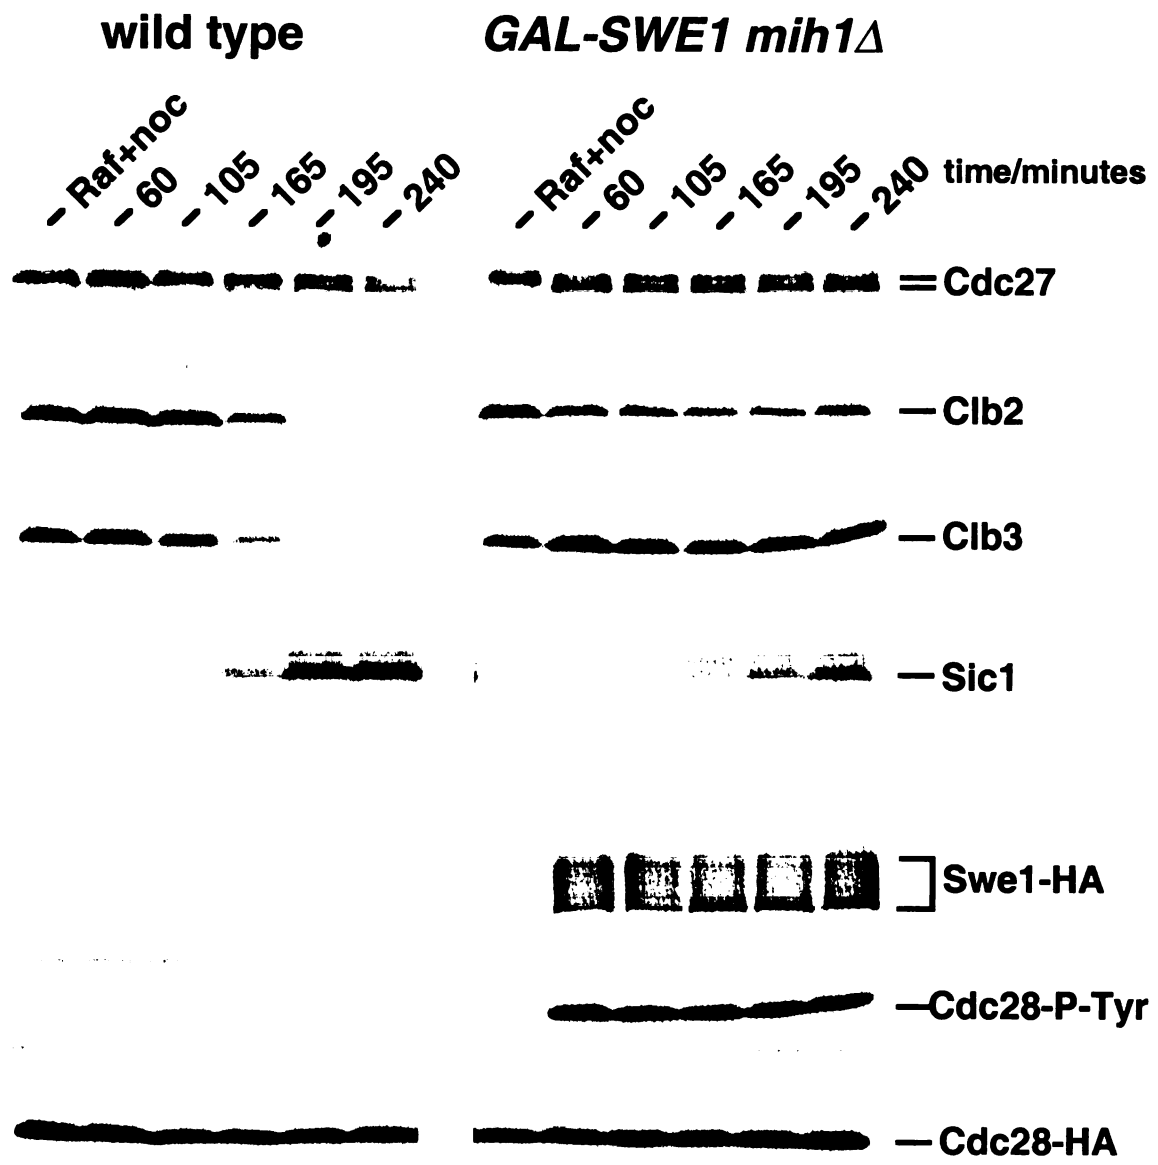 wild type GAL-SWE1 mih1Δ
Raf+noc 60 105 165 195 240 Raf+noc 60 105 165 195 240 time/minutes
Cdc27
Clb2
Clb3
Sic1
Swe1-HA
Cdc28-P-Tyr
Cdc28-HA